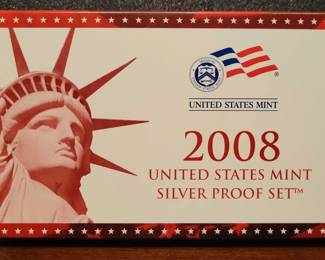 UNITED STATES MINT
2008
UNITED STATES MINT
SILVER PROOF SET™